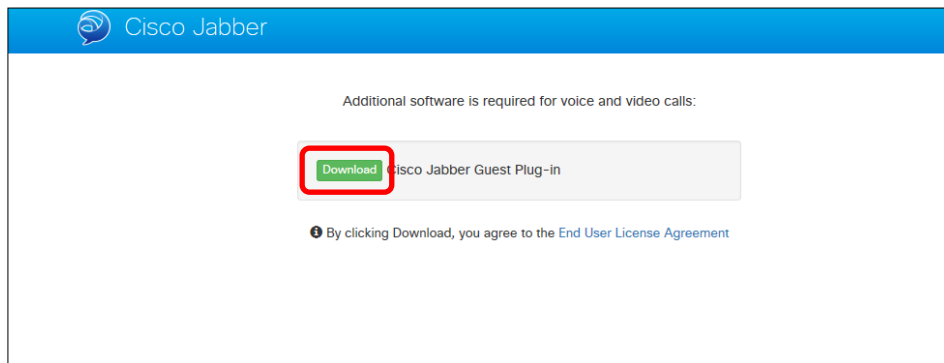 Cisco Jabber
Additional software is required for voice and video calls:
Download Cisco Jabber Guest Plug-in
By clicking Download, you agree to the End User License Agreement